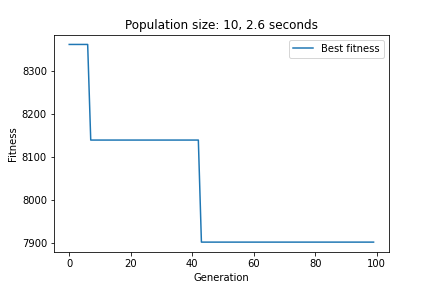 Population size: 10, 2.6 seconds
Best fitness
8300
8200
8100
8000
7900
Fitness
0 20 40 60 80 100
Generation